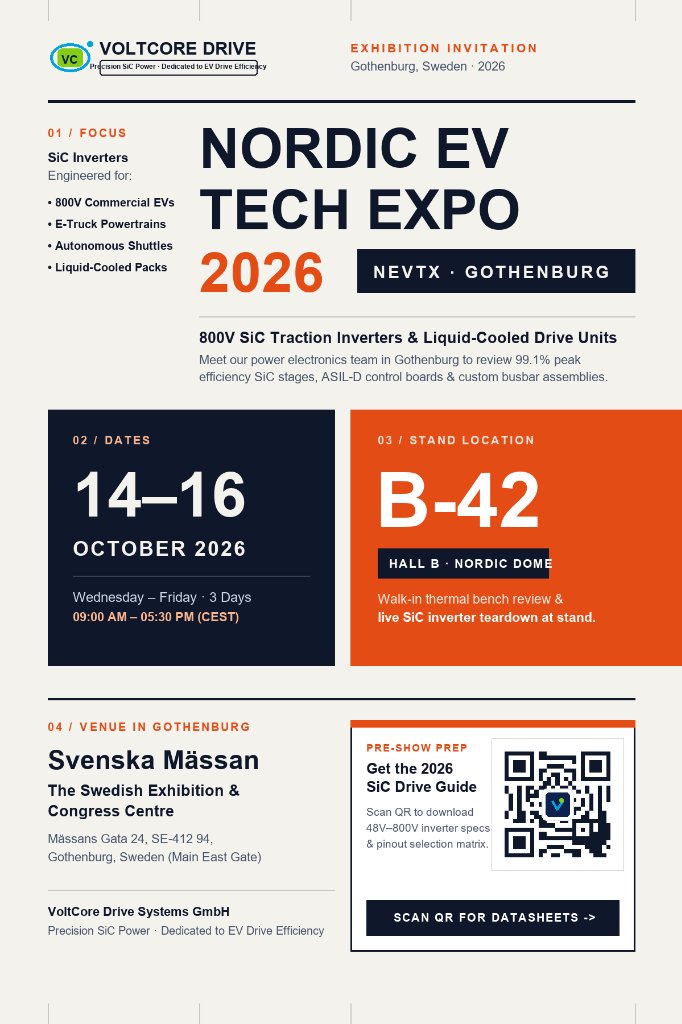 VC
VOLTCORE DRIVE
Precision SiC Power · Dedicated to EV Drive Efficiency
EXHIBITION INVITATION
Gothenburg, Sweden · 2026
01 / FOCUS
SiC Inverters
Engineered for:
• 800V Commercial EVs
• E-Truck Powertrains
• Autonomous Shuttles
• Liquid-Cooled Packs
NORDIC EV
TECH EXPO
2026
NEVTX · GOTHENBURG
800V SiC Traction Inverters & Liquid-Cooled Drive Units
Meet our power electronics team in Gothenburg to review 99.1% peak
efficiency SiC stages, ASIL-D control boards & custom busbar assemblies.
02 / DATES
14–16
OCTOBER 2026
Wednesday – Friday · 3 Days
09:00 AM – 05:30 PM (CEST)
03 / STAND LOCATION
B-42
HALL B · NORDIC DOME
Walk-in thermal bench review &
live SiC inverter teardown at stand.
04 / VENUE IN GOTHENBURG
Svenska Mässan
The Swedish Exhibition &
Congress Centre
Mässans Gata 24, SE-412 94,
Gothenburg, Sweden (Main East Gate)
VoltCore Drive Systems GmbH
Precision SiC Power · Dedicated to EV Drive Efficiency
PRE-SHOW PREP
Get the 2026
SiC Drive Guide
Scan QR to download
48V–800V inverter specs
& pinout selection matrix.
SCAN QR FOR DATASHEETS ->